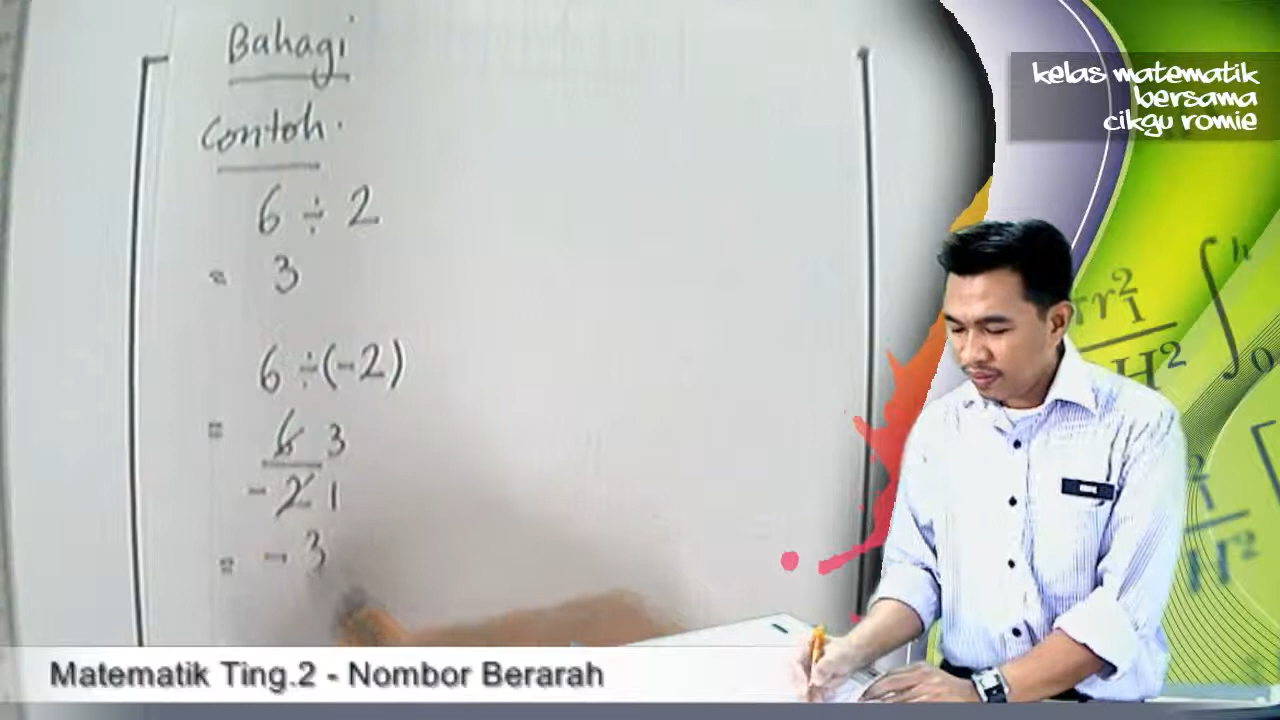 Bahagi
Contoh.
6 ÷ 2
= 3
6 ÷ (-2)
= 6 3
- 2 1
= - 3
kelas matematik
bersama
cikgu romie
Matematik Ting.2 - Nombor Berarah